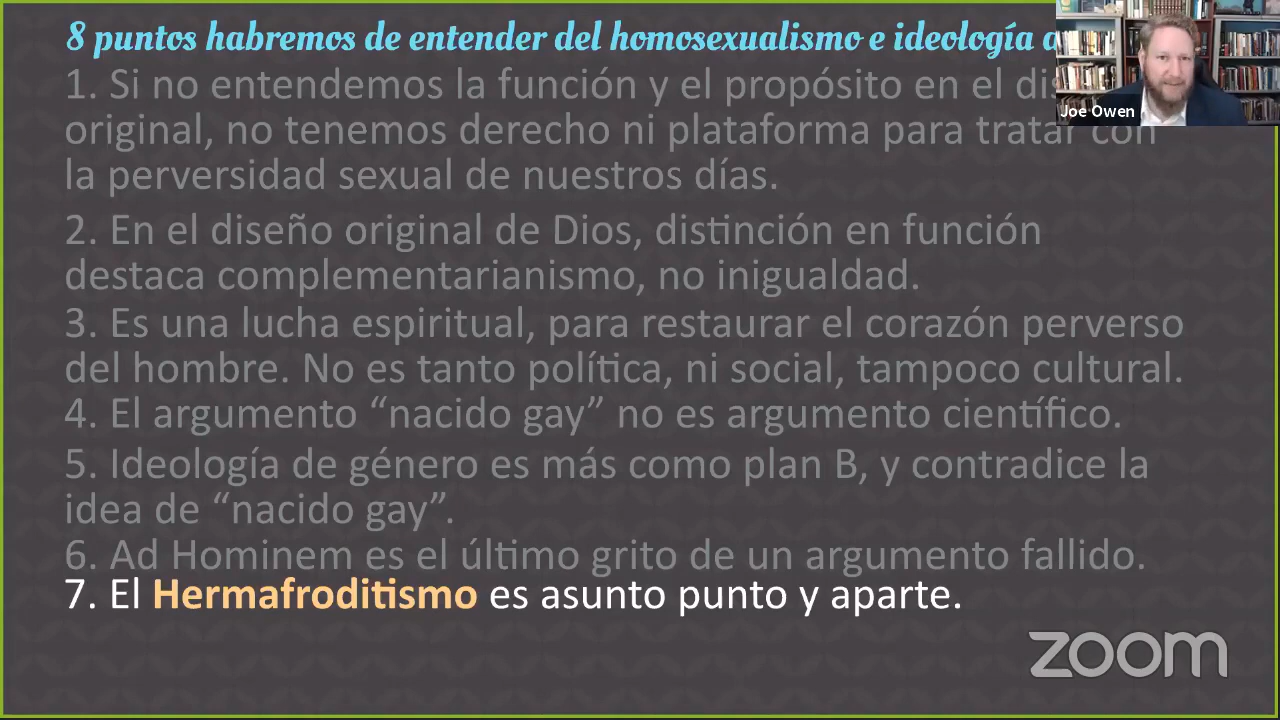 8 puntos habremos de entender del homosexualismo e ideología
1. Si no entendemos la función y el propósito en el
original, no tenemos derecho ni plataforma para tratar con
la perversidad sexual de nuestros días.
2. En el diseño original de Dios, distinción en función
destaca complementarianismo, no inigualdad.
3. Es una lucha espiritual, para restaurar el corazón perverso
del hombre. No es tanto política, ni social, tampoco cultural.
4. El argumento “nacido gay” no es argumento científico.
5. Ideología de género es más como plan B, y contradice la
idea de “nacido gay”.
6. Ad Hominem es el último grito de un argumento fallido.
7. El Hermafroditismo es asunto punto y aparte.
Joe Owen
zoom